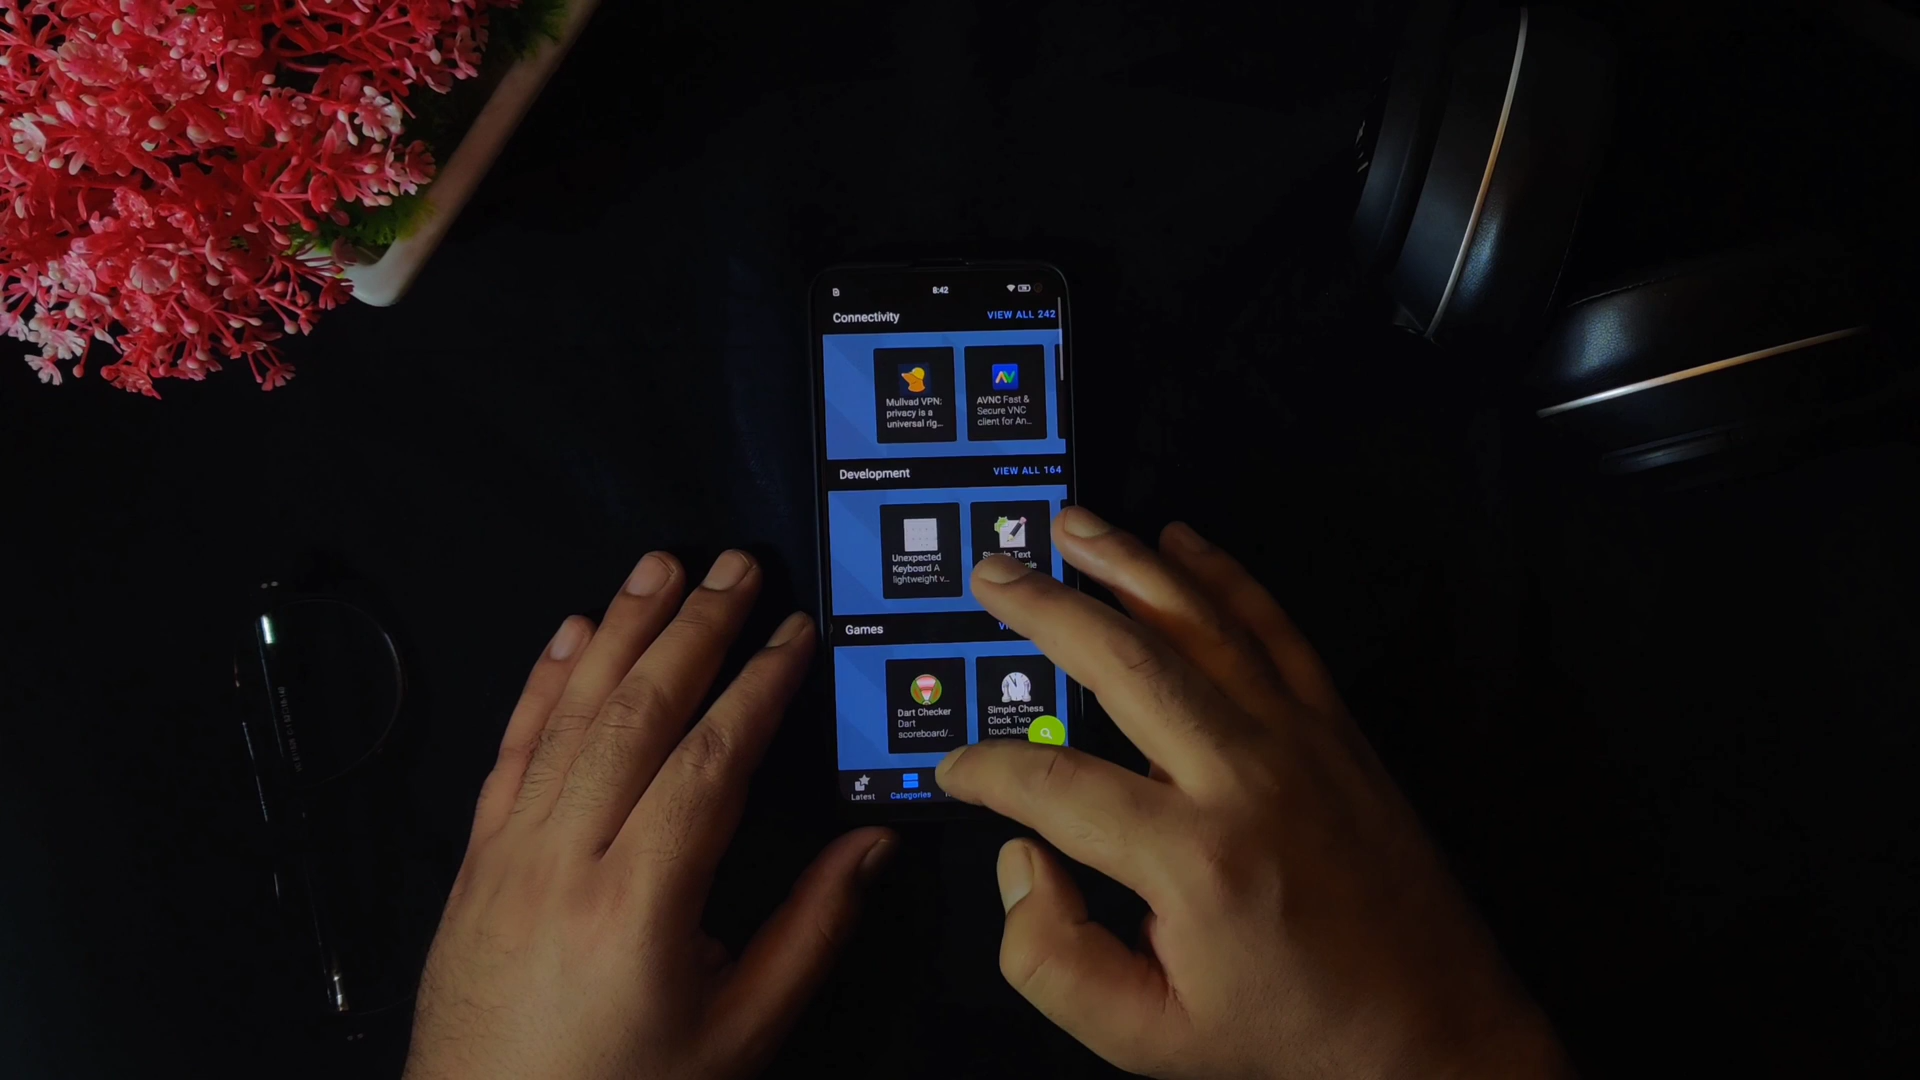 8:42
Connectivity
VIEW ALL 242
Mullvad VPN:
privacy is a
universal rig...
AVNC Fast &
Secure VNC
client for An...
Development
VIEW ALL 164
Unexpected
Keyboard A
lightweight v...
Text
Games
Dart Checker
Dart
scoreboard/...
Simple Chess
Clock Two
touchable
Latest
Categories